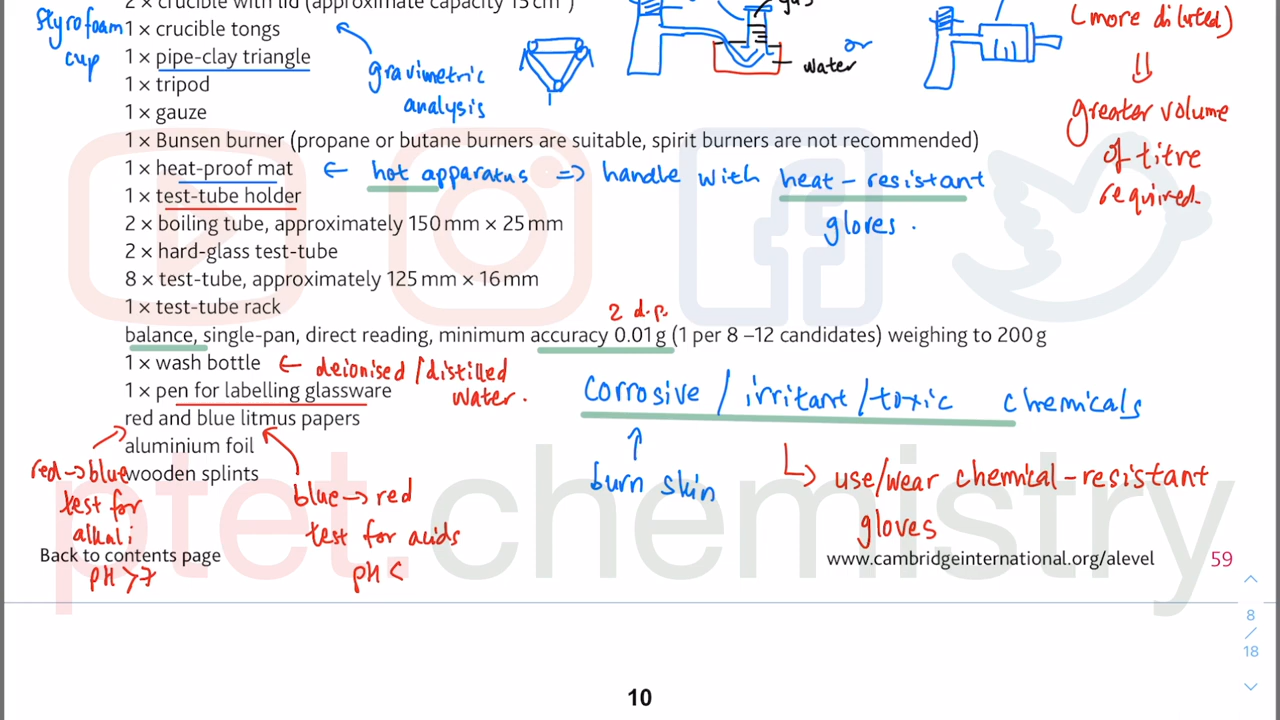 2 × crucible with lid (approximate capacity 15 cm³)
styrofoam cup
1 × crucible tongs
1 × pipe-clay triangle
1 × tripod
gravimetric analysis
1 × gauze
gas
water
or
(more diluted)
⇓
greater volume
of titre
required.
1 × Bunsen burner (propane or butane burners are suitable, spirit burners are not recommended)
1 × heat-proof mat ← hot apparatus => handle with heat-resistant
gloves.
1 × test-tube holder
2 × boiling tube, approximately 150 mm × 25 mm
2 × hard-glass test-tube
8 × test-tube, approximately 125 mm × 16 mm
1 × test-tube rack
2 d.p.
balance, single-pan, direct reading, minimum accuracy 0.01 g (1 per 8 –12 candidates) weighing to 200 g
1 × wash bottle ← deionised/distilled
water.
1 × pen for labelling glassware
corrosive / irritant/toxic chemicals
red and blue litmus papers
aluminium foil
wooden splints
red→blue
test for
alkali
pH >7
blue→red
test for acids
pH <
↑
burn skin
↳ use/wear chemical-resistant
gloves
ptet.chemistry
Back to contents page
www.cambridgeinternational.org/alevel 59
8
/
18
10